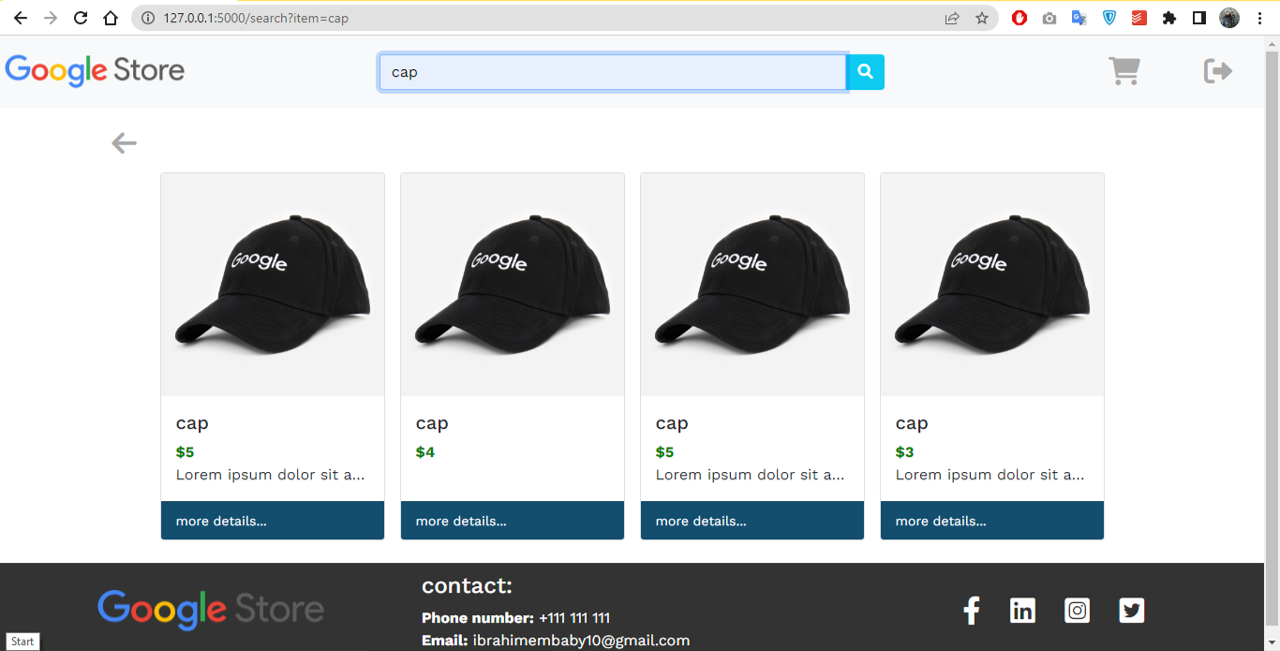 127.0.0.1:5000/search?item=cap
Google Store
cap
Google
Google
Google
Google
cap
$5
Lorem ipsum dolor sit a...
more details...
cap
$4
more details...
cap
$5
Lorem ipsum dolor sit a...
more details...
cap
$3
Lorem ipsum dolor sit a...
more details...
Google Store
contact:
Phone number: +111 111 111
Email: ibrahimembaby10@gmail.com
Start